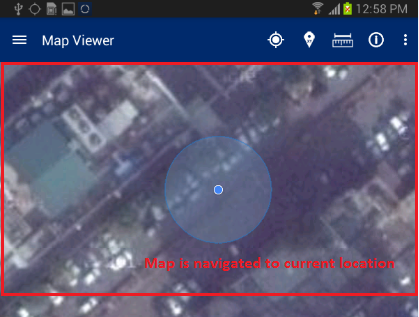 12:58 PM
Map Viewer
Map is navigated to current location